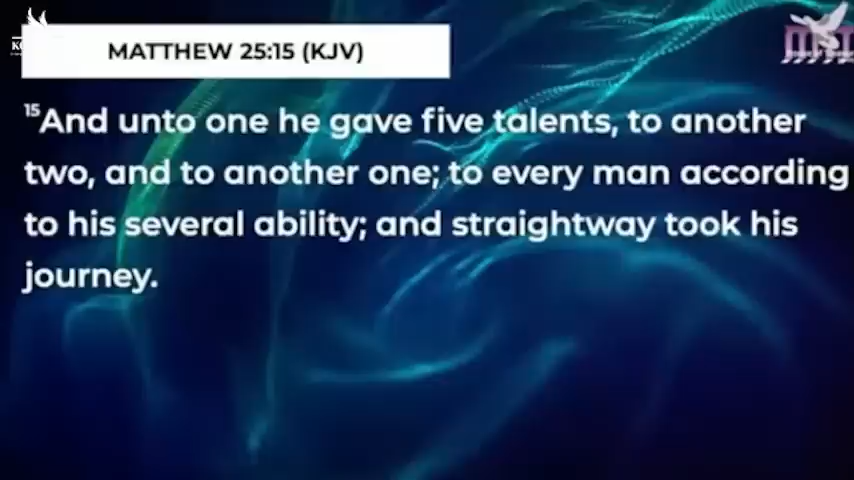 MATTHEW 25:15 (KJV)
15And unto one he gave five talents, to another
two, and to another one; to every man according
to his several ability; and straightway took his
journey.